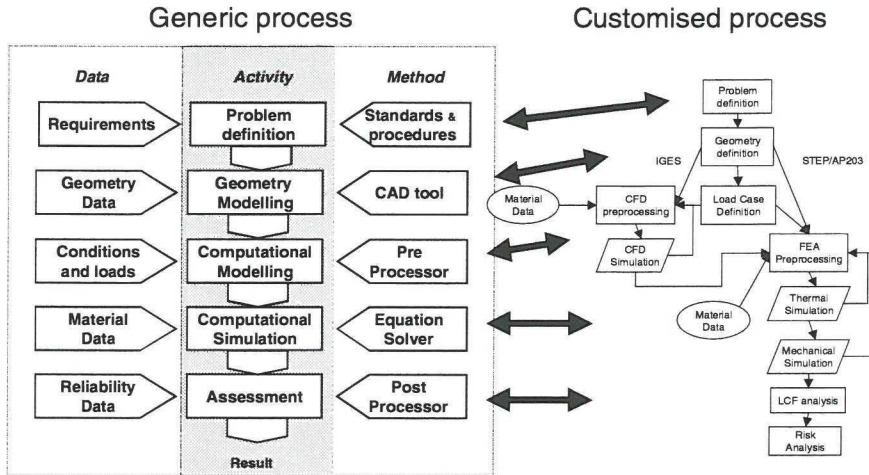 Generic process
Customised process
Data
Activity
Method
Requirements
Problem
definition
Standards &
procedures
Geometry
Data
Geometry
Modelling
CAD tool
Conditions
and loads
Computational
Modelling
Pre
Processor
Material
Data
Computational
Simulation
Equation
Solver
Reliability
Data
Assessment
Post
Processor
Result
Problem
definition
Geometry
definition
IGES
STEP/AP203
Material
Data
CFD
preprocessing
Load Case
Definition
CFD
Simulation
FEA
Preprocessing
Material
Data
Thermal
Simulation
Mechanical
Simulation
LCF analysis
Risk
Analysis